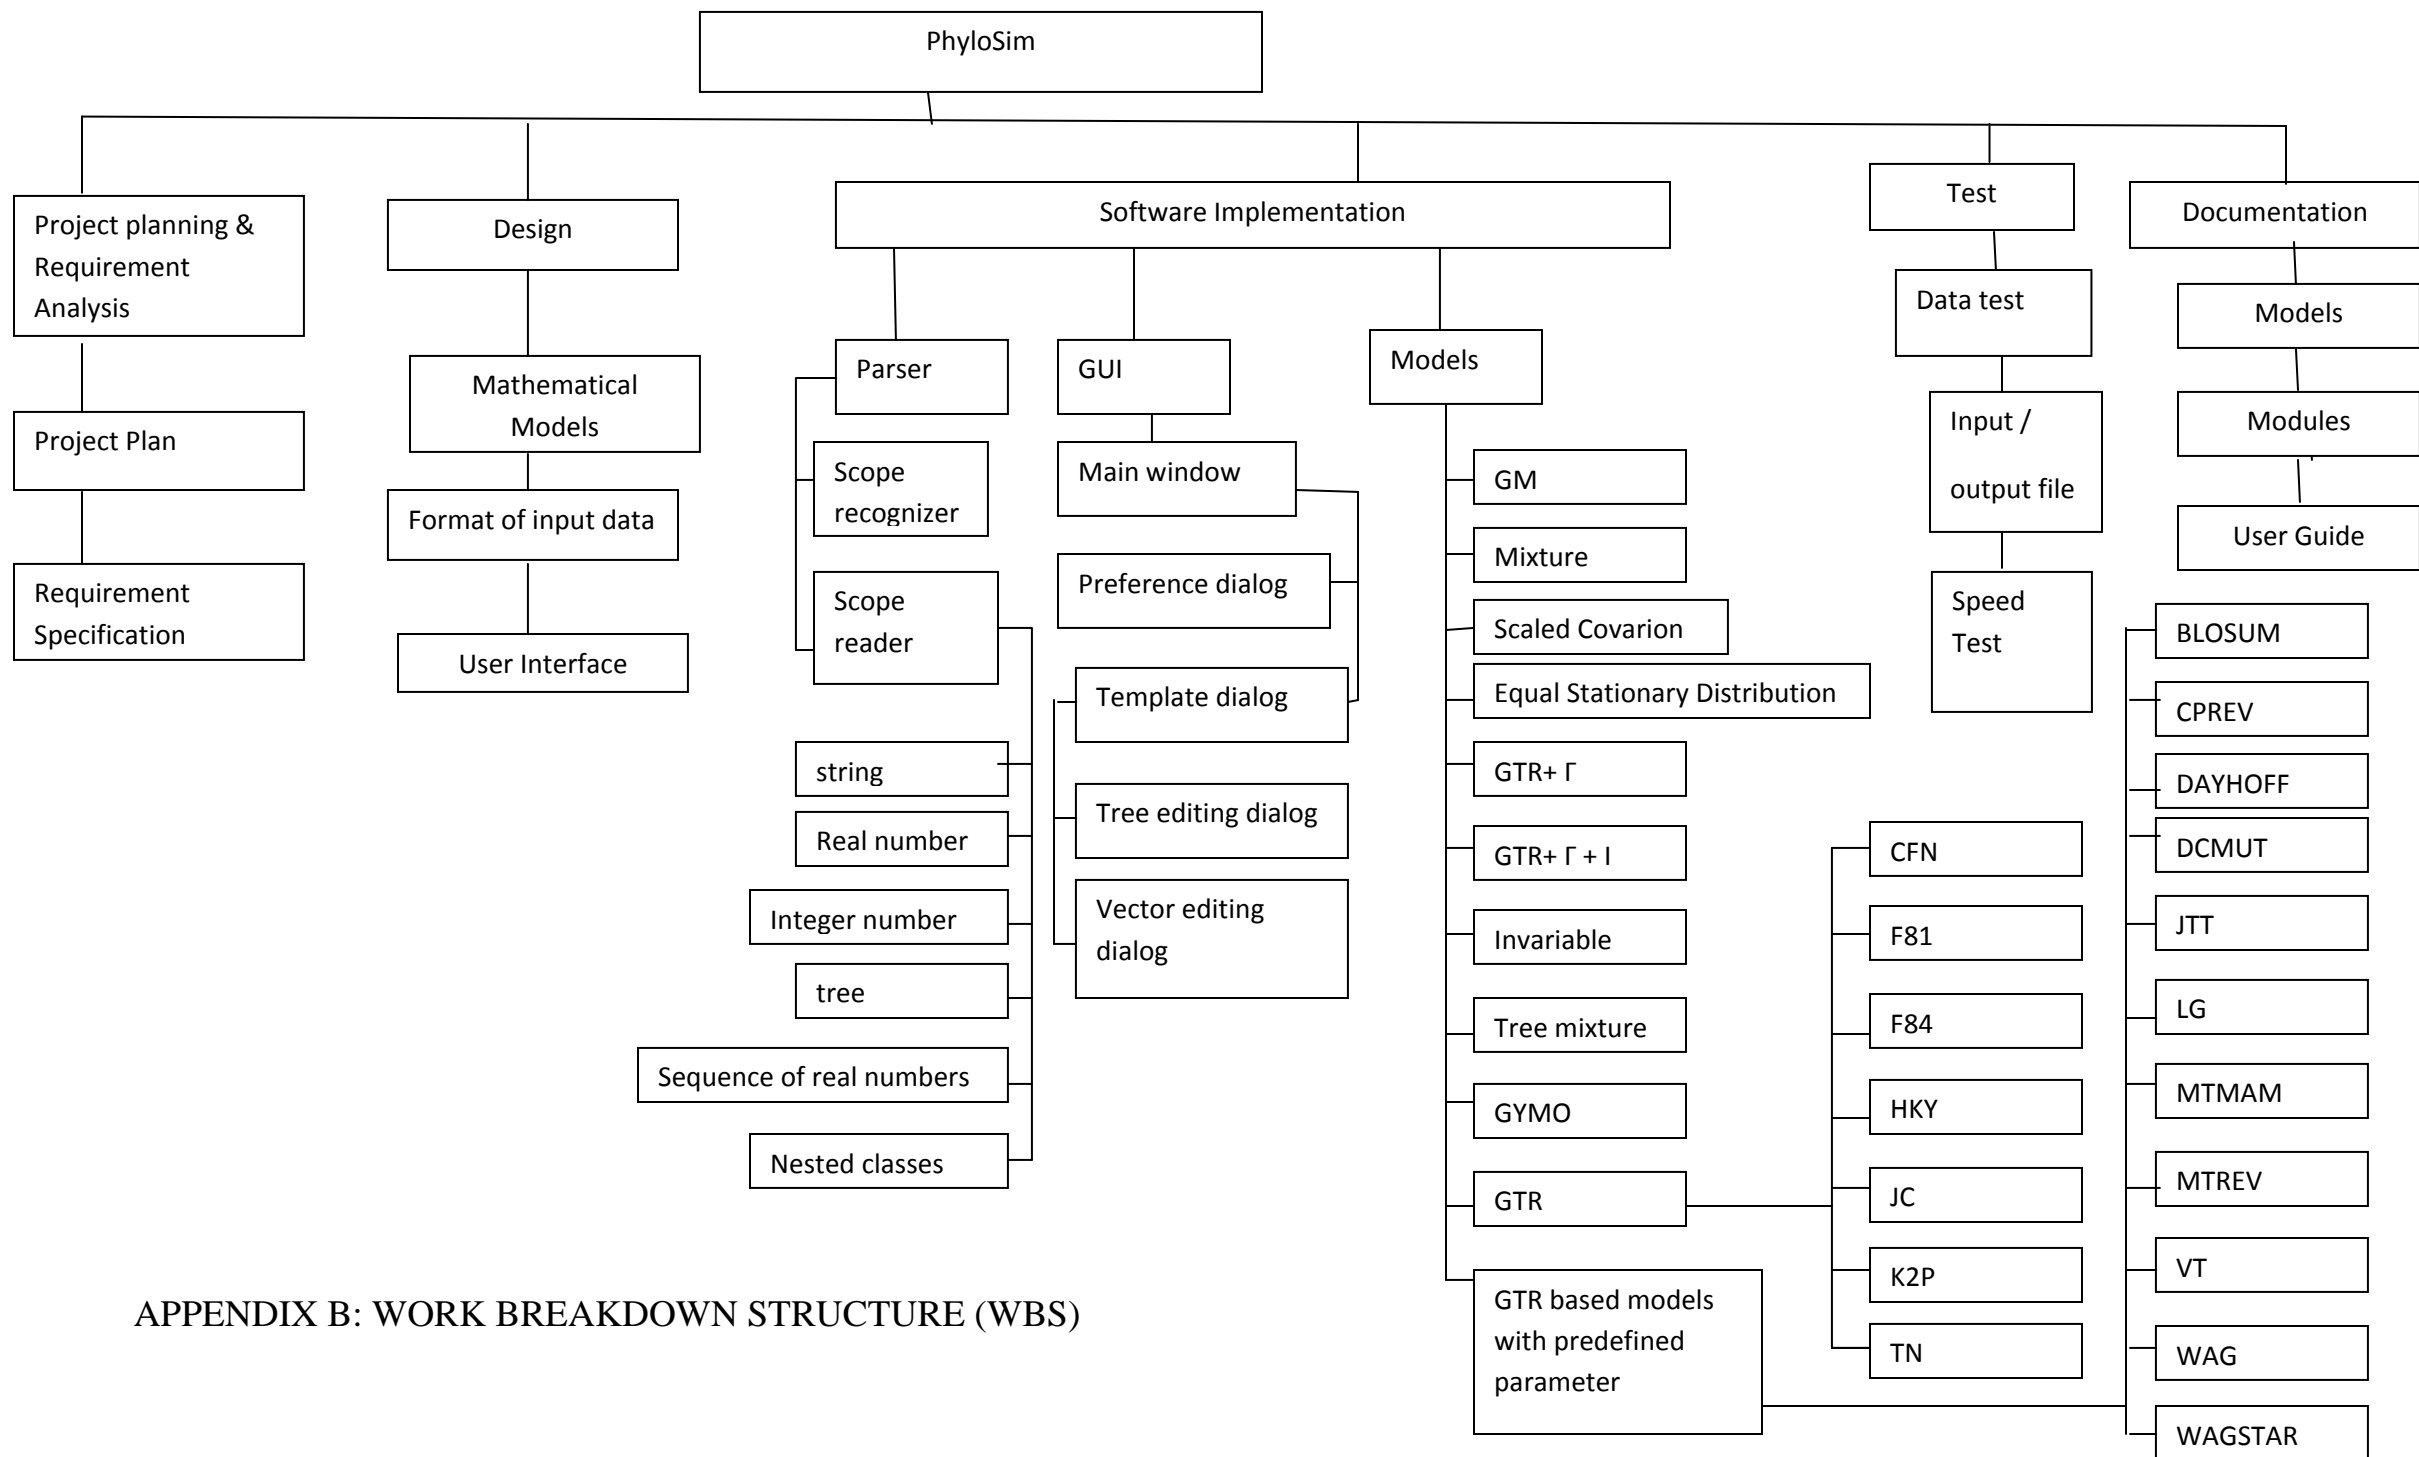 PhyloSim
Project planning &
Requirement
Analysis
Project Plan
Requirement
Specification
Design
Mathematical
Models
Format of input data
User Interface
Software Implementation
Parser
Scope
recognizer
Scope
reader
string
Real number
Integer number
tree
Sequence of real numbers
Nested classes
GUI
Main window
Preference dialog
Template dialog
Tree editing dialog
Vector editing
dialog
Models
GM
Mixture
Scaled Covarion
Equal Stationary Distribution
GTR+ Γ
GTR+ Γ + I
Invariable
Tree mixture
GYMO
GTR
GTR based models
with predefined
parameter
CFN
F81
F84
HKY
JC
K2P
TN
BLOSUM
CPREV
DAYHOFF
DCMUT
JTT
LG
MTMAM
MTREV
VT
WAG
WAGSTAR
Test
Data test
Input /
output file
Speed
Test
Documentation
Models
Modules
User Guide
APPENDIX B: WORK BREAKDOWN STRUCTURE (WBS)